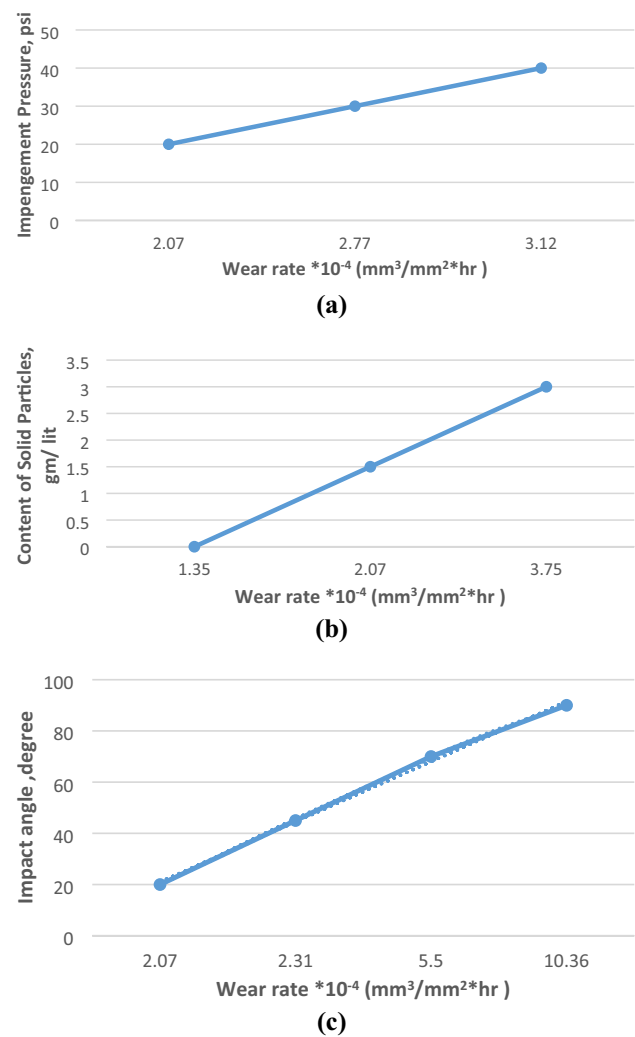 Impengement Pressure, psi
50
40
30
20
10
0
2.07 2.77 3.12
Wear rate *10⁻⁴ (mm³/mm²*hr )
(a)
Content of Solid Particles,
gm/ lit
3.5
3
2.5
2
1.5
1
0.5
0
1.35 2.07 3.75
Wear rate *10⁻⁴ (mm³/mm²*hr )
(b)
Impact angle ,degree
100
80
60
40
20
0
2.07 2.31 5.5 10.36
Wear rate *10⁻⁴ (mm³/mm²*hr )
(c)